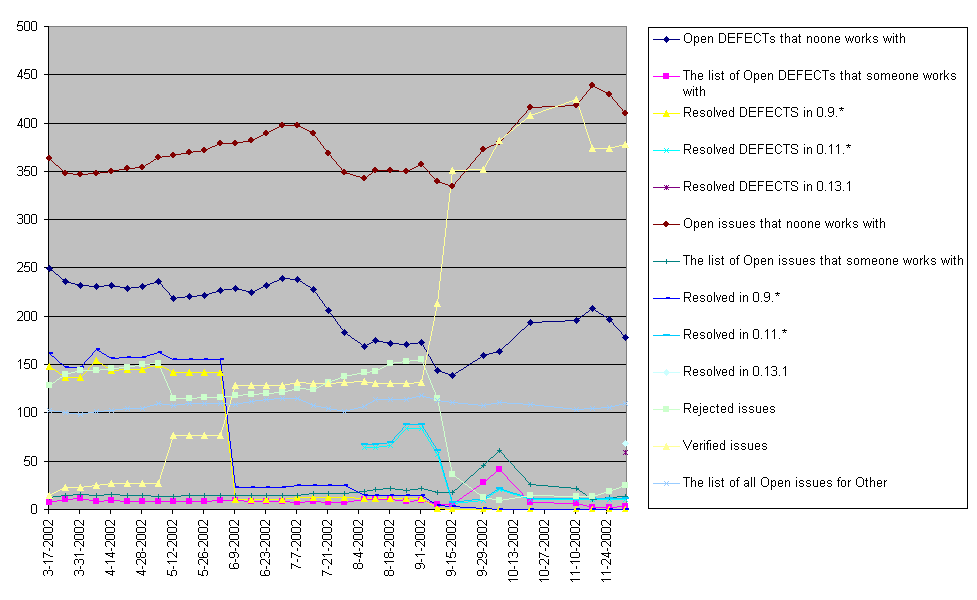 500
450
400
350
300
250
200
150
100
50
0
3-17-2002
3-31-2002
4-14-2002
4-28-2002
5-12-2002
5-26-2002
6-9-2002
6-23-2002
7-7-2002
7-21-2002
8-4-2002
8-18-2002
9-1-2002
9-15-2002
9-29-2002
10-13-2002
10-27-2002
11-10-2002
11-24-2002
Open DEFECTs that noone works with
The list of Open DEFECTs that someone works
with
Resolved DEFECTS in 0.9.*
Resolved DEFECTS in 0.11.*
Resolved DEFECTS in 0.13.1
Open issues that noone works with
The list of Open issues that someone works with
Resolved in 0.9.*
Resolved in 0.11.*
Resolved in 0.13.1
Rejected issues
Verified issues
The list of all Open issues for Other